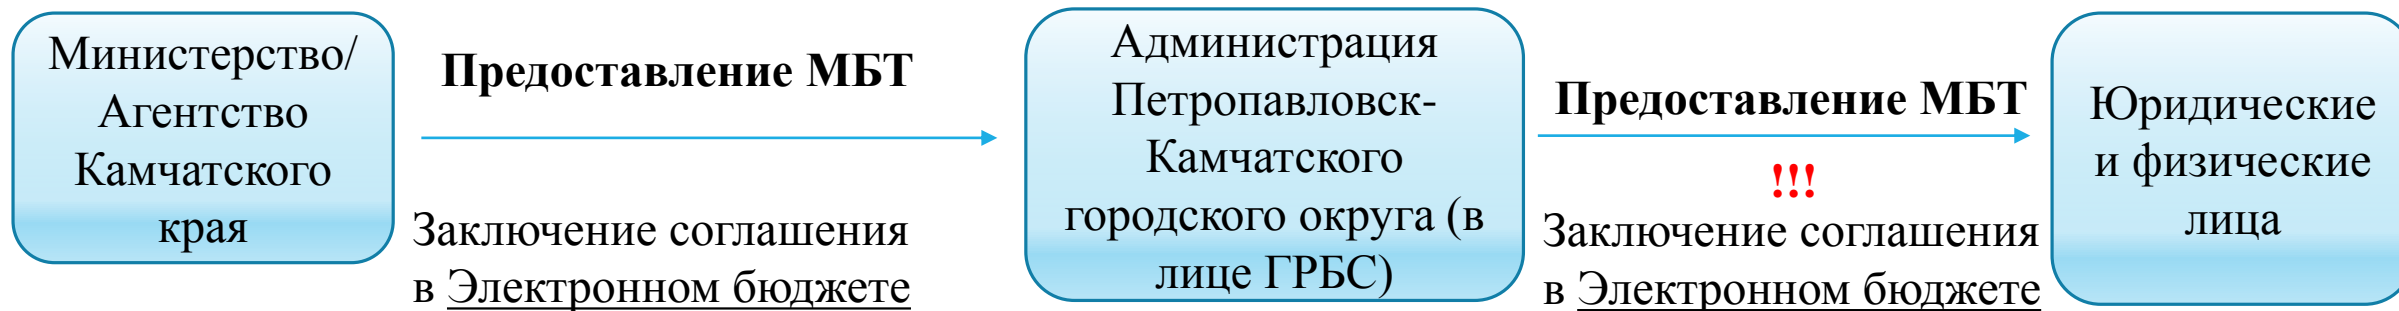 Министерство/
Агентство
Камчатского
края
Предоставление МБТ
Заключение соглашения
в Электронном бюджете
Администрация
Петропавловск-
Камчатского
городского округа (в
лице ГРБС)
Предоставление МБТ
!!!
Заключение соглашения
в Электронном бюджете
Юридические
и физические
лица